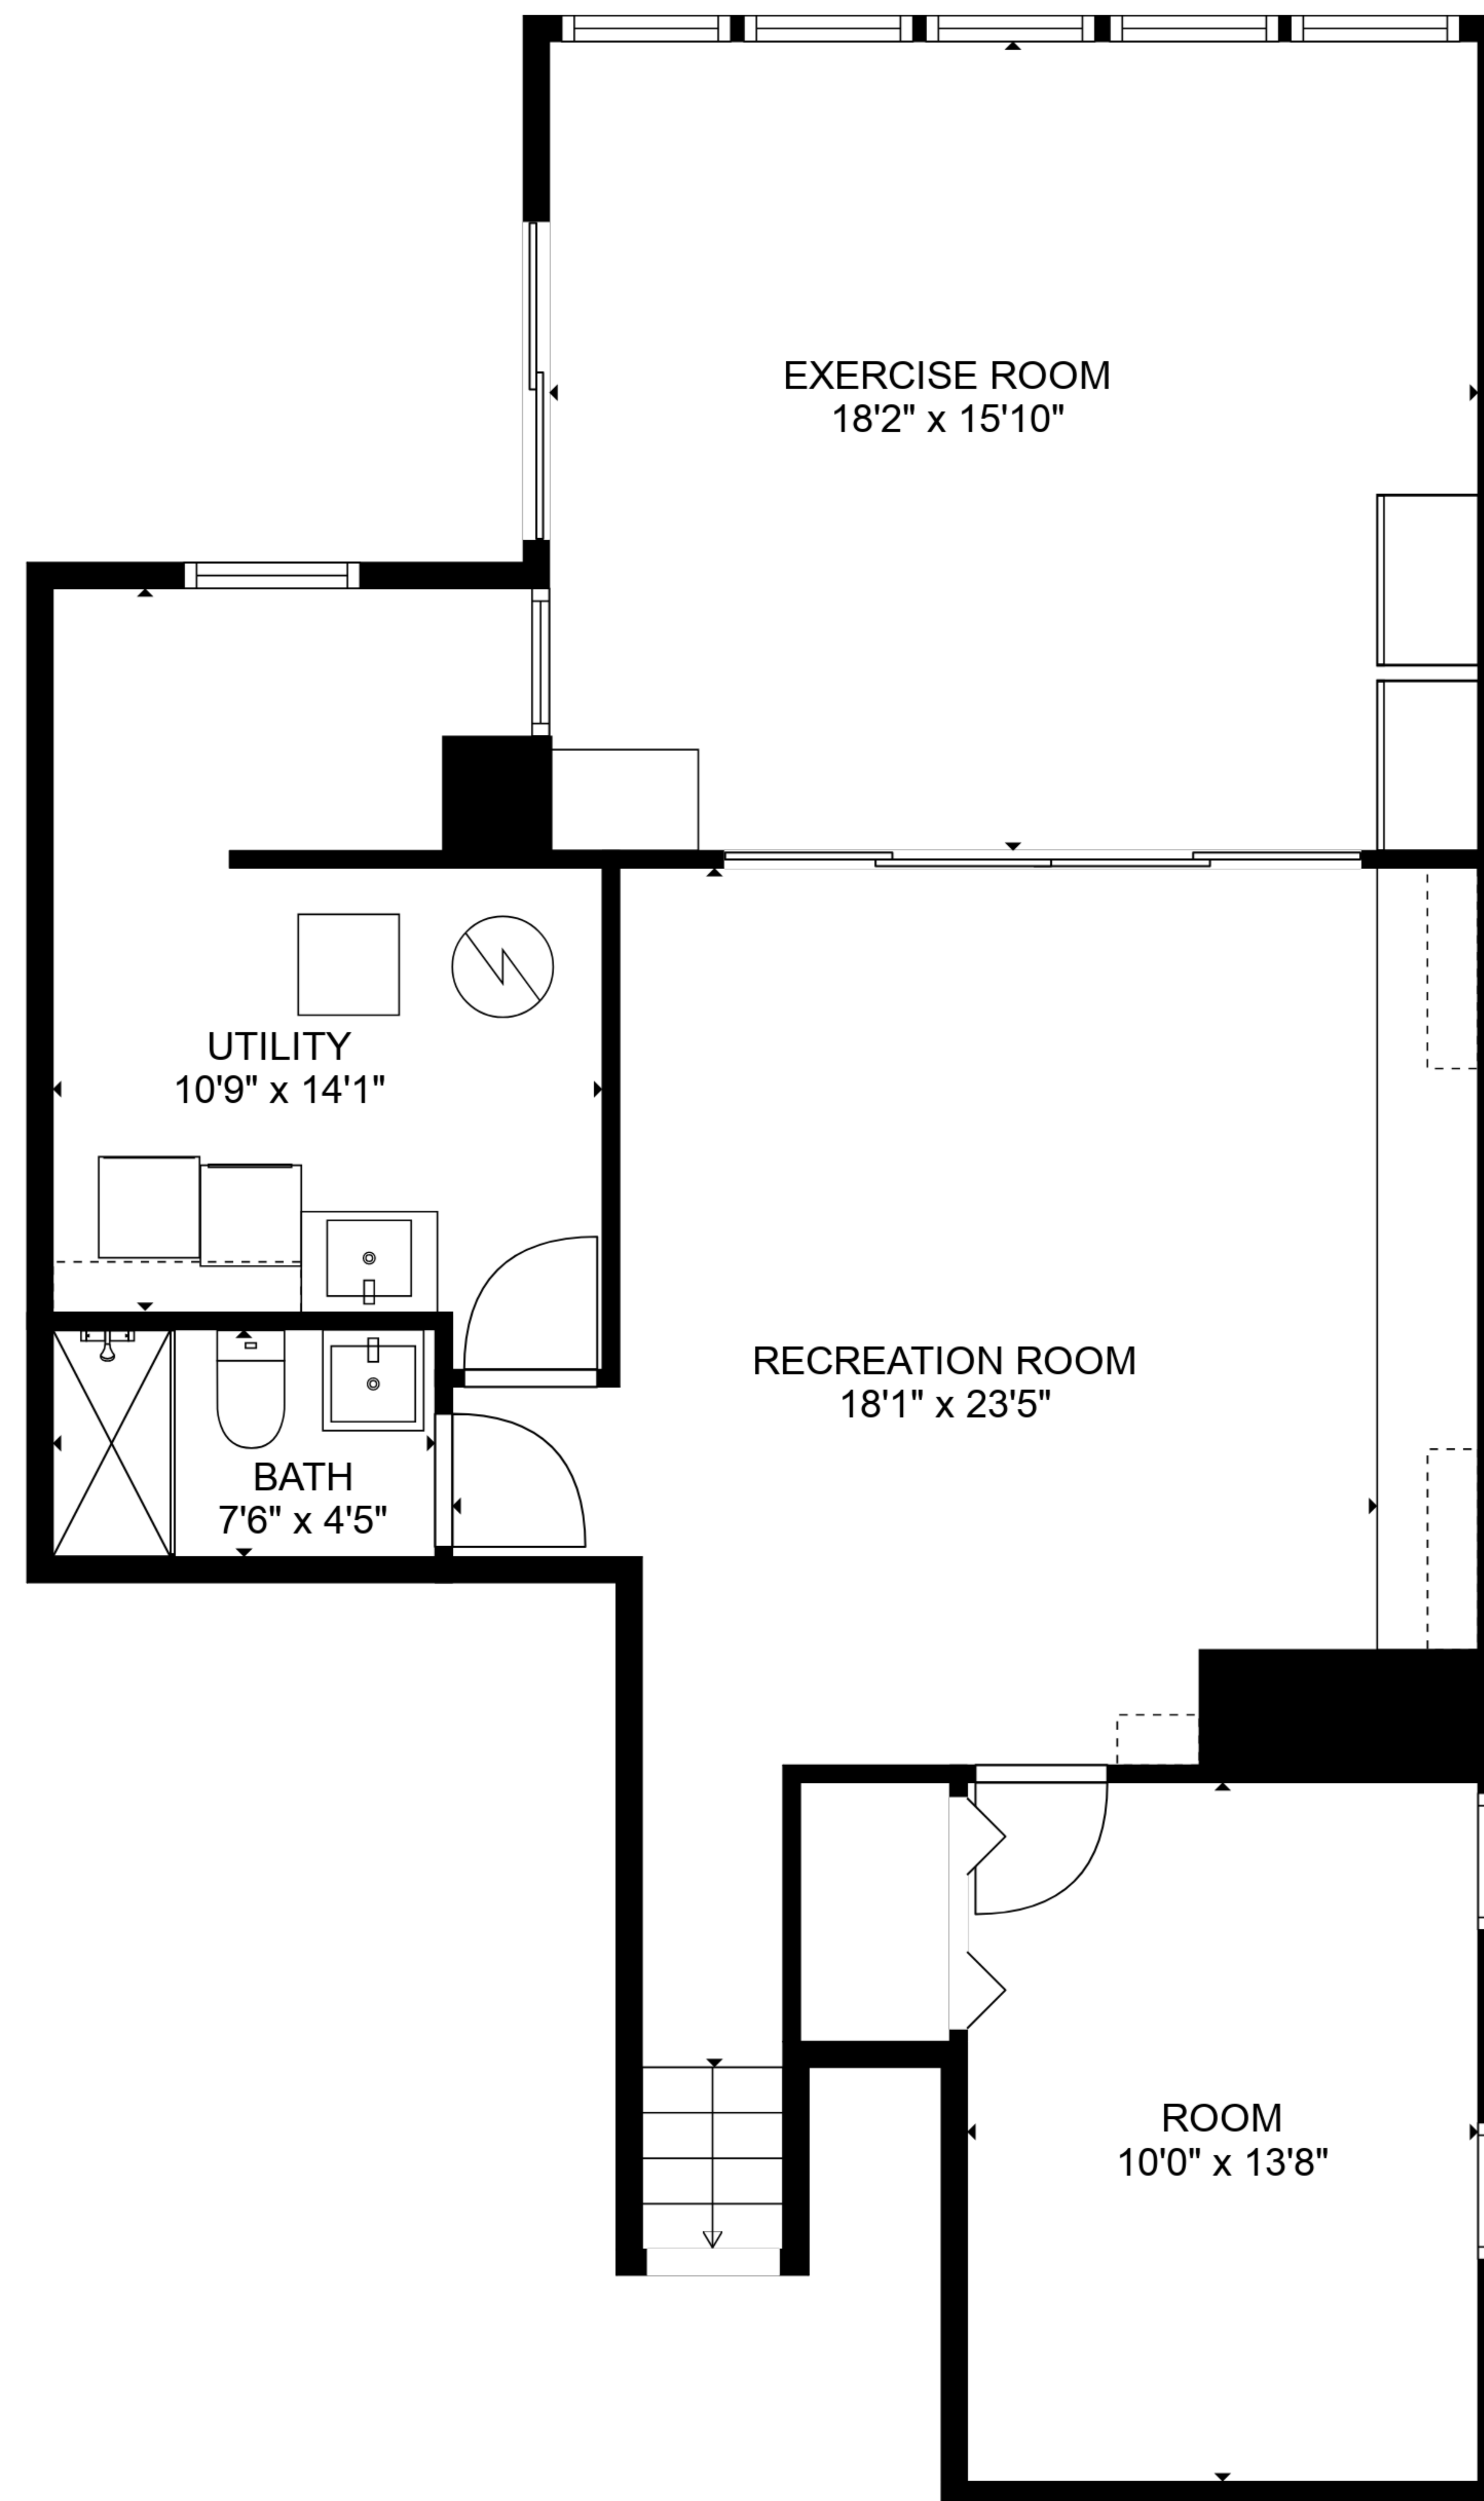 EXERCISE ROOM
18'2" x 15'10"
UTILITY
10'9" x 14'1"
RECREATION ROOM
18'1" x 23'5"
BATH
7'6" x 4'5"
ROOM
10'0" x 13'8"